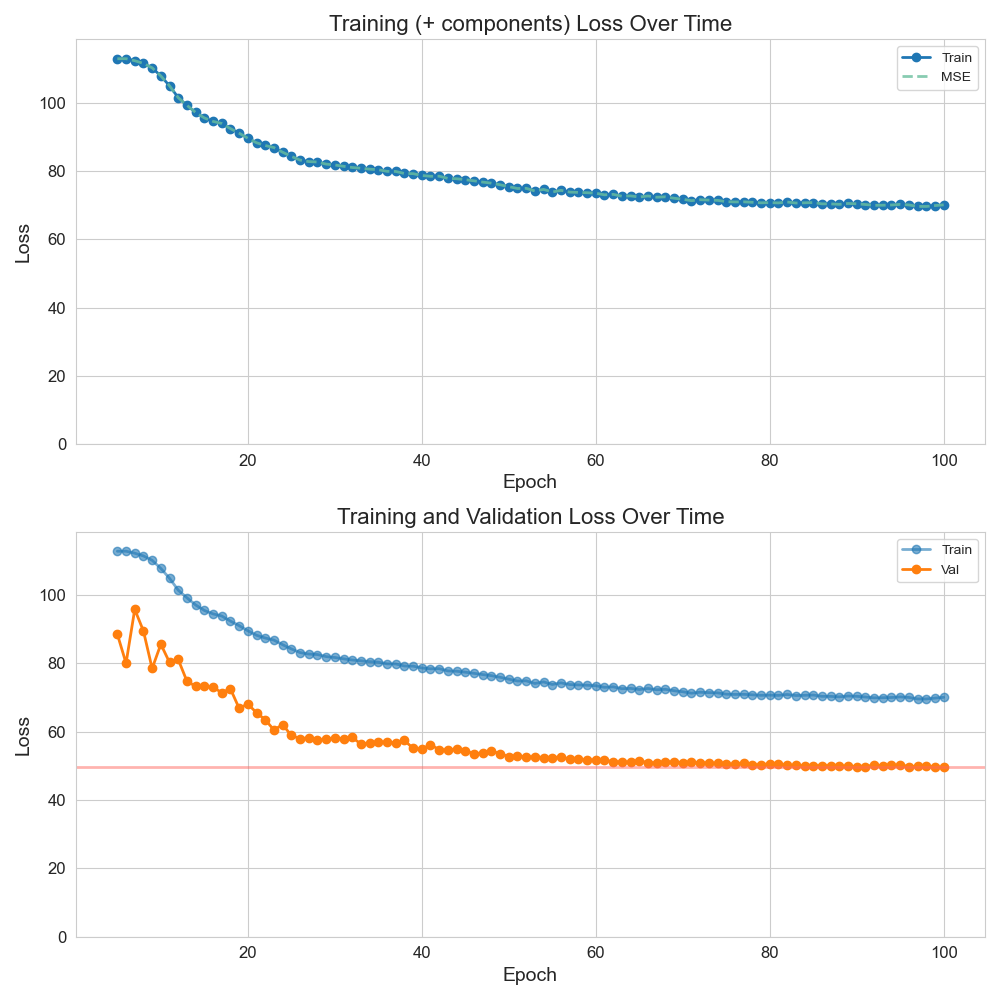 Training (+ components) Loss Over Time
Train
MSE
100
80
60
40
20
0
Loss
20 40 60 80 100
Epoch
Training and Validation Loss Over Time
Train
Val
100
80
60
40
20
0
Loss
20 40 60 80 100
Epoch